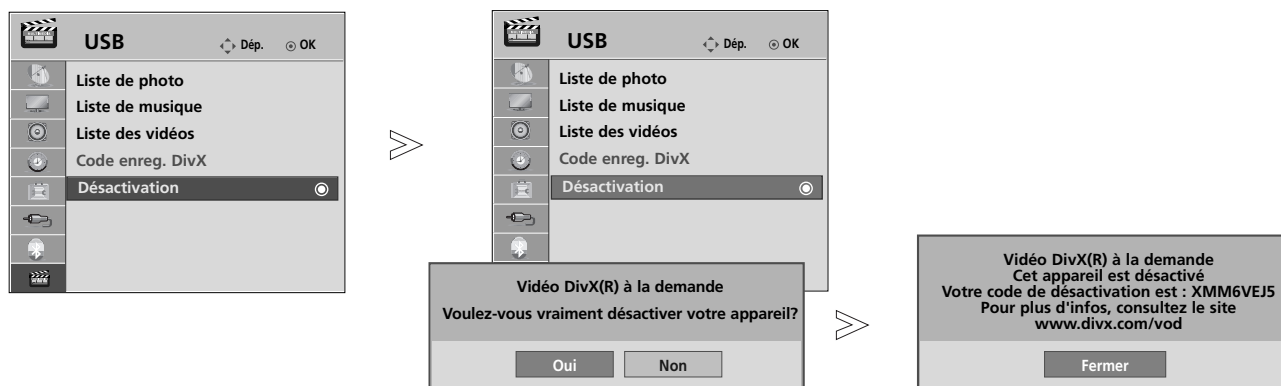 USB Dép. OK
Liste de photo
Liste de musique
Liste des vidéos
Code enreg. DivX
Désactivation
USB Dép. OK
Liste de photo
Liste de musique
Liste des vidéos
Code enreg. DivX
Désactivation
Vidéo DivX(R) à la demande
Voulez-vous vraiment désactiver votre appareil?
Oui Non
Vidéo DivX(R) à la demande
Cet appareil est désactivé
Votre code de désactivation est : XMM6VEJ5
Pour plus d'infos, consultez le site
www.divx.com/vod
Fermer